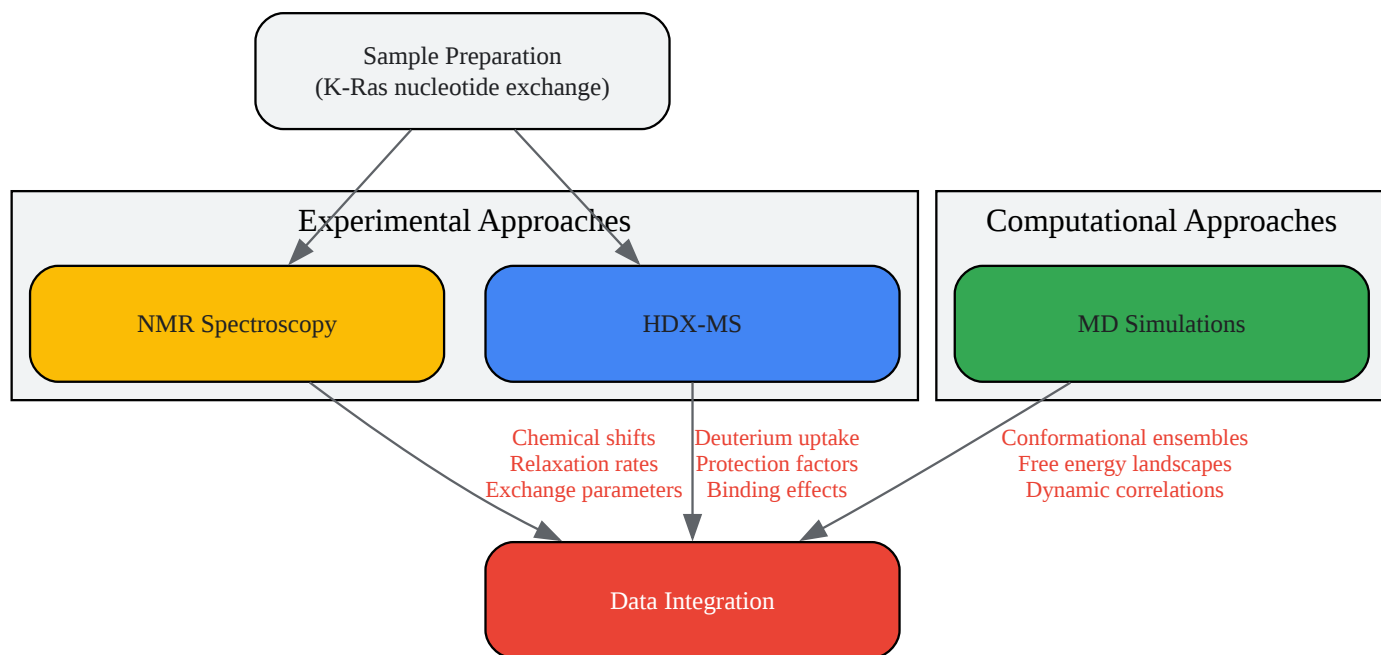 Sample Preparation
(K-Ras nucleotide exchange)
Experimental Approaches
Computational Approaches
NMR Spectroscopy
HDX-MS
MD Simulations
Chemical shifts
Relaxation rates
Exchange parameters
Deuterium uptake
Protection factors
Binding effects
Conformational ensembles
Free energy landscapes
Dynamic correlations
Data Integration